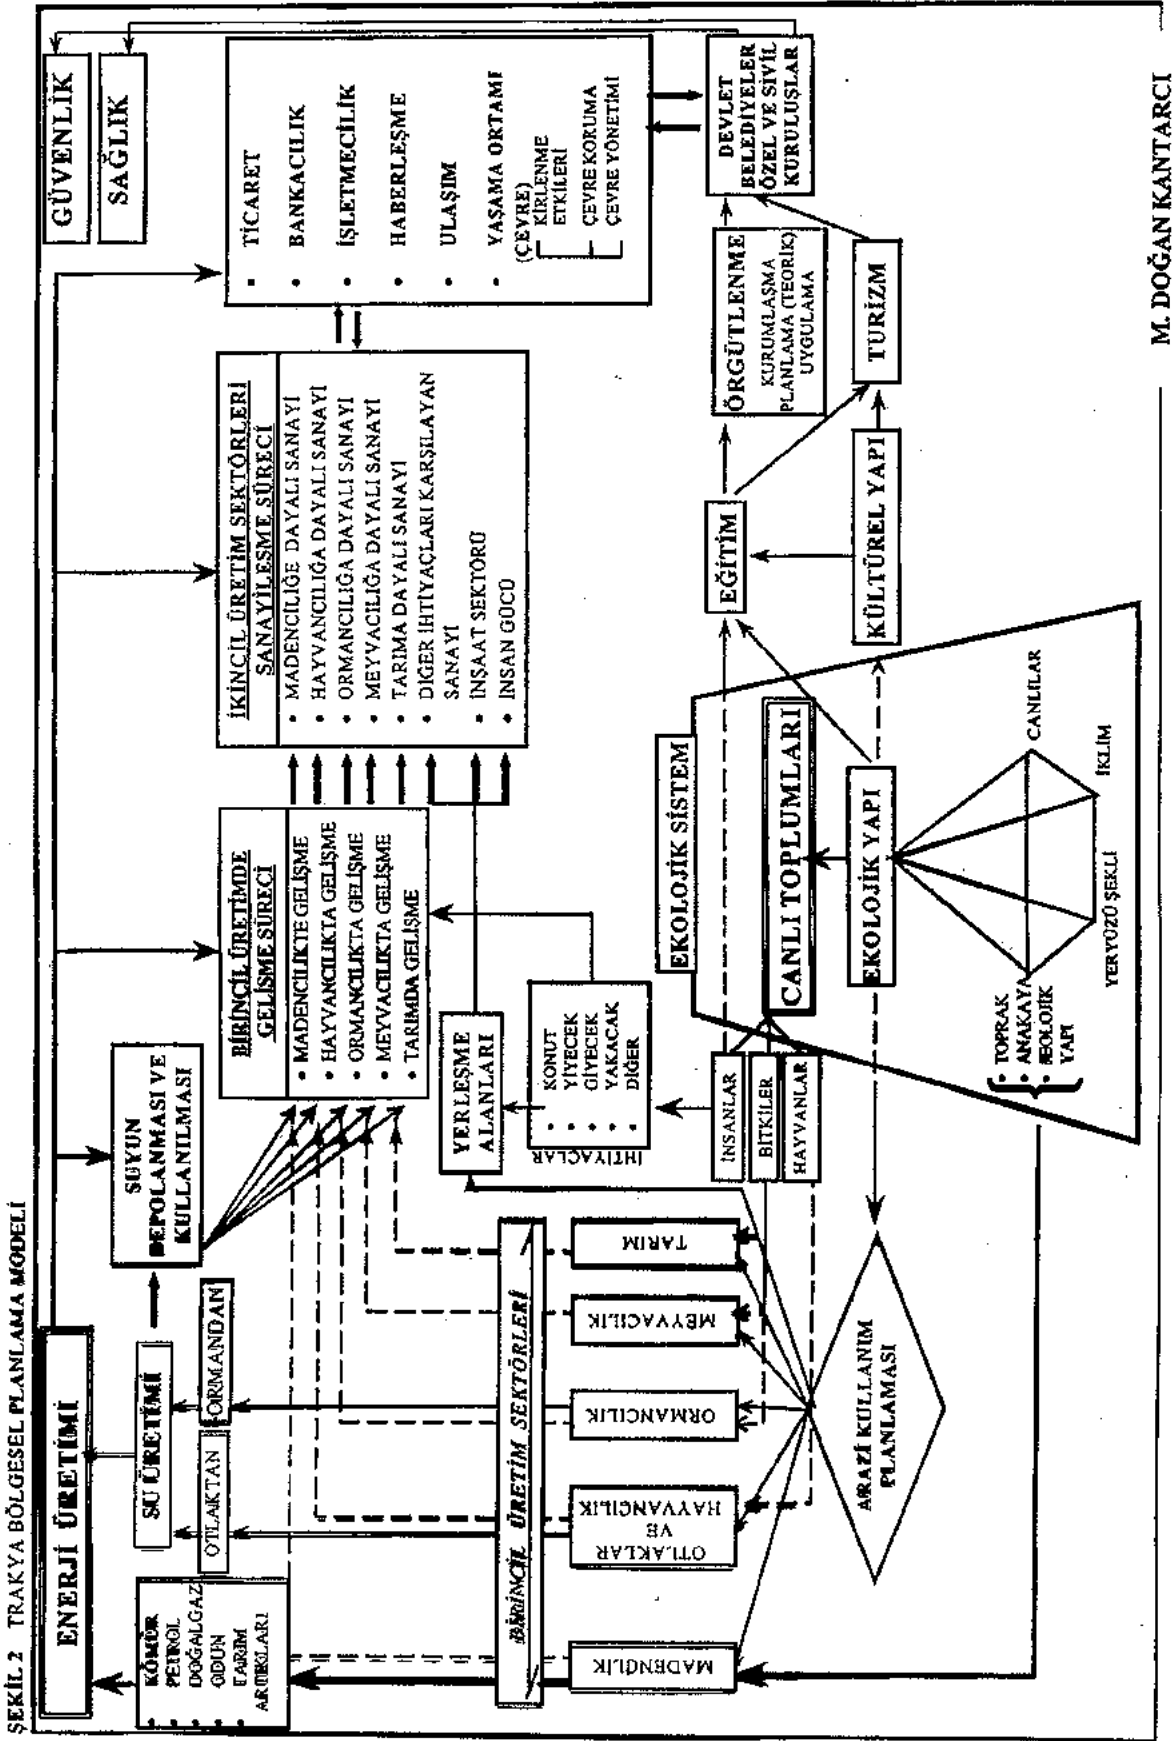 ŞEKİL 2 TRAKYA BÖLGESEL PLANLAMA MODELİ
ENERJİ ÜRETİMİ
GÜVENLİK
SAĞLIK
• KÖMÜR
• PETROL
• DOĞALGAZ
• ODUN
• TARIM
ARTIKLARI
SU ÜRETİMİ
OTLAKTAN
ORMANDAN
SUYUN
DEPOLANMASI VE
KULLANILMASI
BİRİNCİL ÜRETİMDE
GELİŞME SÜRECİ
• MADENCİLİKTE GELİŞME
• HAYVANCILIKTA GELİŞME
• ORMANCILIKTA GELİŞME
• MEYVACILIKTA GELİŞME
• TARIMDA GELİŞME
İKİNCİL ÜRETİM SEKTÖRLERİ
SANAYİLEŞME SÜRECİ
• MADENCİLİĞE DAYALI SANAYİ
• HAYVANCILIĞA DAYALI SANAYİ
• ORMANCILIĞA DAYALI SANAYİ
• MEYVACILIĞA DAYALI SANAYİ
• TARIMA DAYALI SANAYİ
• DİĞER İHTİYAÇLARI KARŞILAYAN
SANAYİ
• İNŞAAT SEKTÖRÜ
• INSAN GÜCÜ
• TİCARET
• BANKACILIK
• İŞLETMECİLİK
• HABERLEŞME
• ULAŞIM
• YAŞAMA ORTAMI
(ÇEVRE)
KİRLENME
ETKİLERİ
ÇEVRE KORUMA
ÇEVRE YÖNETİMİ
BİRİNCİL ÜRETİM SEKTÖRLERİ
YERLEŞME
ALANLARI
İHTİYAÇLAR
• KONUT
• YİYECEK
• GİYECEK
• YAKACAK
• DİĞER
MADENCİLİK
OTLAKLAR
VE
HAYVANCILIK
ORMANCILIK
MEYVACILIK
TARIM
İNSANLAR
BİTKİLER
HAYVANLAR
EKOLOJİK SİSTEM
CANLI TOPLUMLARI
EKOLOJİK YAPI
CANLILAR
İKLİM
YERYÜZÜ ŞEKLİ
• TOPRAK
• ANAKAYA
• JEOLOJİK
YAPI
ARAZİ KULLANIM
PLANLAMASI
EĞİTİM
KÜLTÜREL YAPI
TURİZM
ÖRGÜTLENME
KURUMLAŞMA
PLANLAMA (TEORİK)
UYGULAMA
DEVLET
BELEDİYELER
ÖZEL VE SİVİL
KURULUŞLAR
M. DOĞAN KANTARCI